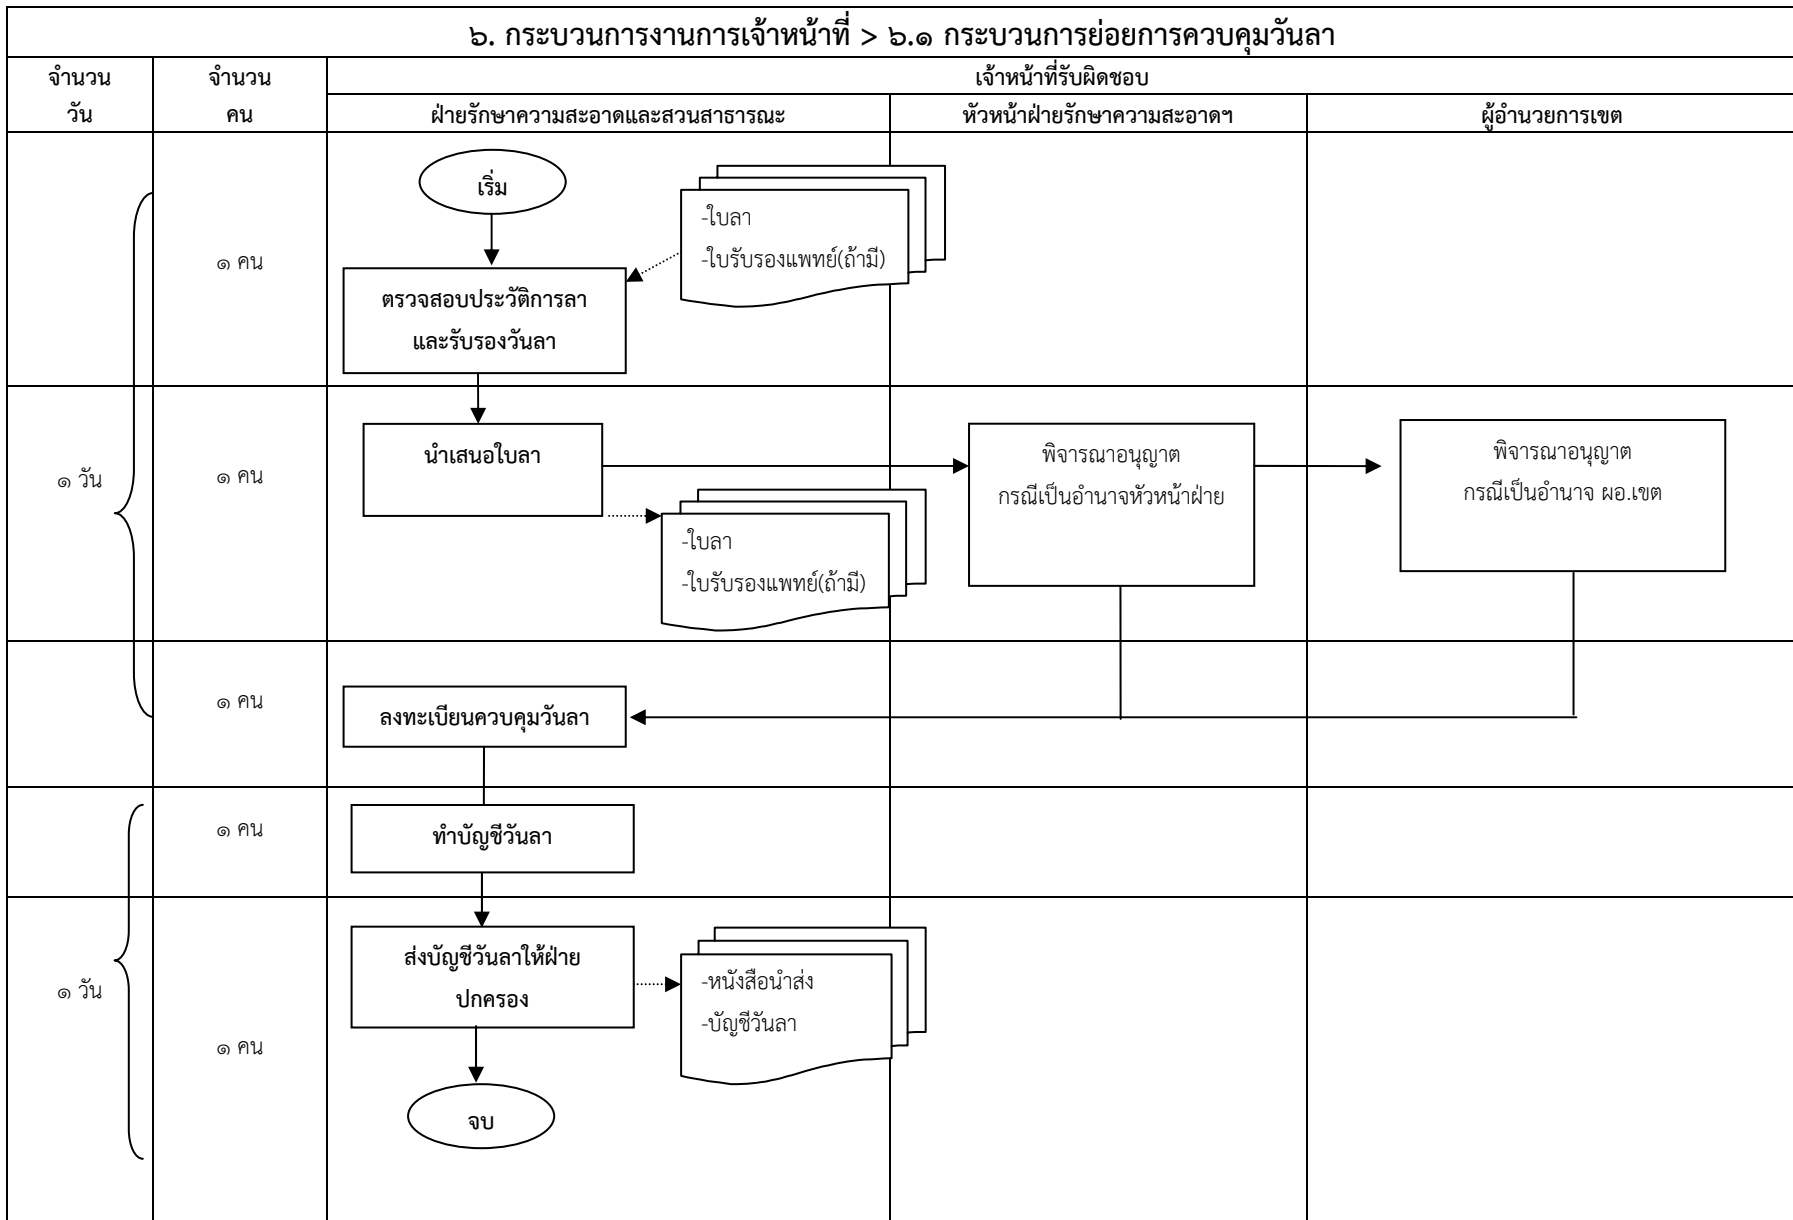 ๖. กระบวนการงานการเจ้าหน้าที่ > ๖.๑ กระบวนการย่อยการควบคุมวันลา
จำนวน
วัน
จำนวน
คน
เจ้าหน้าที่รับผิดชอบ
ฝ่ายรักษาความสะอาดและสวนสาธารณะ
หัวหน้าฝ่ายรักษาความสะอาดฯ
ผู้อำนวยการเขต
เริ่ม
-ใบลา
-ใบรับรองแพทย์(ถ้ามี)
๑ คน
ตรวจสอบประวัติการลา
และรับรองวันลา
๑ วัน
๑ คน
นำเสนอใบลา
พิจารณาอนุญาต
กรณีเป็นอำนาจหัวหน้าฝ่าย
พิจารณาอนุญาต
กรณีเป็นอำนาจ ผอ.เขต
-ใบลา
-ใบรับรองแพทย์(ถ้ามี)
๑ คน
ลงทะเบียนควบคุมวันลา
๑ คน
ทำบัญชีวันลา
๑ วัน
๑ คน
ส่งบัญชีวันลาให้ฝ่าย
ปกครอง
-หนังสือนำส่ง
-บัญชีวันลา
จบ